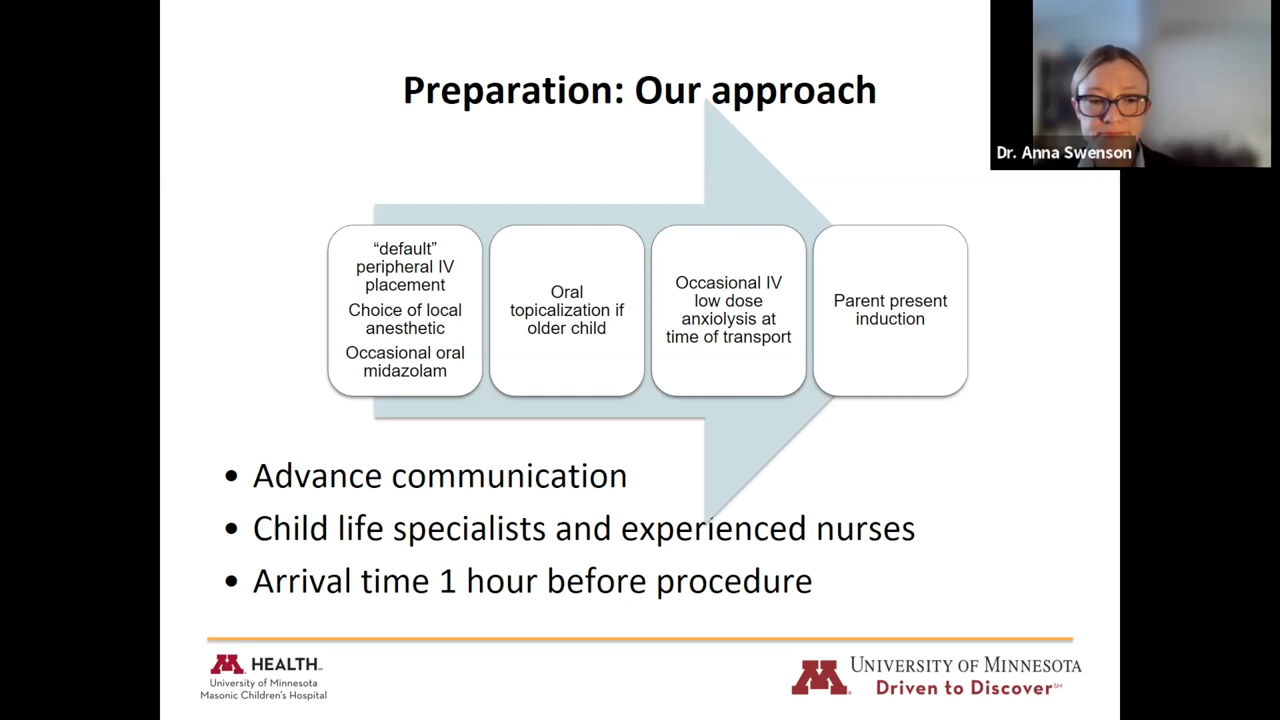 Preparation: Our approach
Dr. Anna Swenson
“default”
peripheral IV
placement
Choice of local
anesthetic
Occasional oral
midazolam
Oral
topicalization if
older child
Occasional IV
low dose
anxiolysis at
time of transport
Parent present
induction
• Advance communication
• Child life specialists and experienced nurses
• Arrival time 1 hour before procedure
M HEALTH
University of Minnesota
Masonic Children's Hospital
M UNIVERSITY OF MINNESOTA
Driven to Discover℠